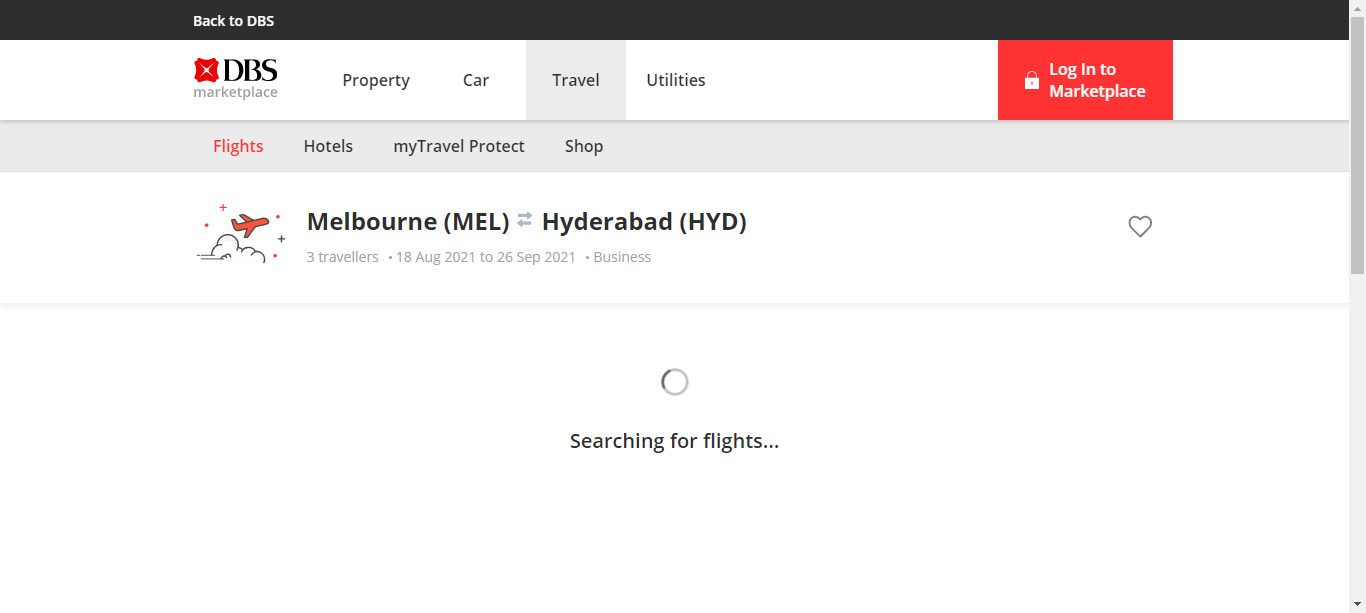 Back to DBS
DBS
marketplace
Property
Car
Travel
Utilities
Log In to
Marketplace
Flights
Hotels
myTravel Protect
Shop
Melbourne (MEL) ⇄ Hyderabad (HYD)
3 travellers • 18 Aug 2021 to 26 Sep 2021 • Business
Searching for flights...